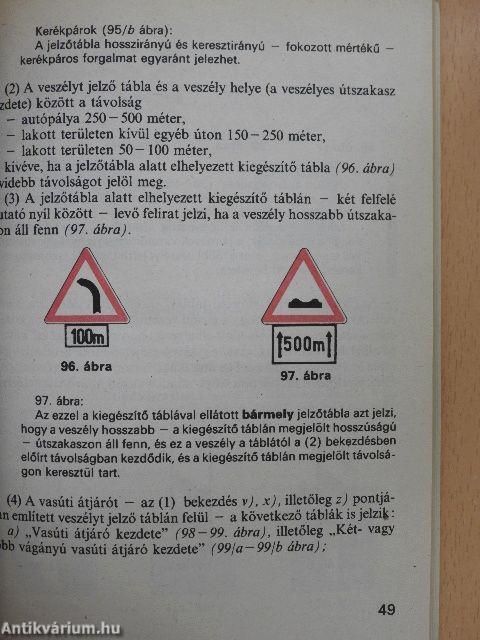 Kerékpárok (95/b ábra):
A jelzőtábla hosszirányú és keresztirányú – fokozott mértékű –
kerékpáros forgalmat egyaránt jelezhet.
(2) A veszélyt jelző tábla és a veszély helye (a veszélyes útszakasz
zdete) között a távolság
– autópálya 250–500 méter,
– lakott területen kívül egyéb úton 150–250 méter,
– lakott területen 50–100 méter,
kivéve, ha a jelzőtábla alatt elhelyezett kiegészítő tábla (96. ábra)
videbb távolságot jelöl meg.
(3) A jelzőtábla alatt elhelyezett kiegészítő táblán – két felfelé
utató nyíl között – levő felirat jelzi, ha a veszély hosszabb útszaka-
on áll fenn (97. ábra).
100m
500m
96. ábra
97. ábra
97. ábra:
Az ezzel a kiegészítő táblával ellátott bármely jelzőtábla azt jelzi,
hogy a veszély hosszabb – a kiegészítő táblán megjelölt hosszúságú
– útszakaszon áll fenn, és ez a veszély a táblától a (2) bekezdésben
előírt távolságban kezdődik, és a kiegészítő táblán megjelölt távolsá-
gon keresztül tart.
(4) A vasúti átjárót – az (1) bekezdés v), x), illetőleg z) pontjá-
an említett veszélyt jelző táblán felül – a következő táblák is jelzik:
a) „Vasúti átjáró kezdete” (98–99. ábra), illetőleg „Két- vagy
öbb vágányú vasúti átjáró kezdete” (99/a–99/b ábra);
49
Antikvárium.hu